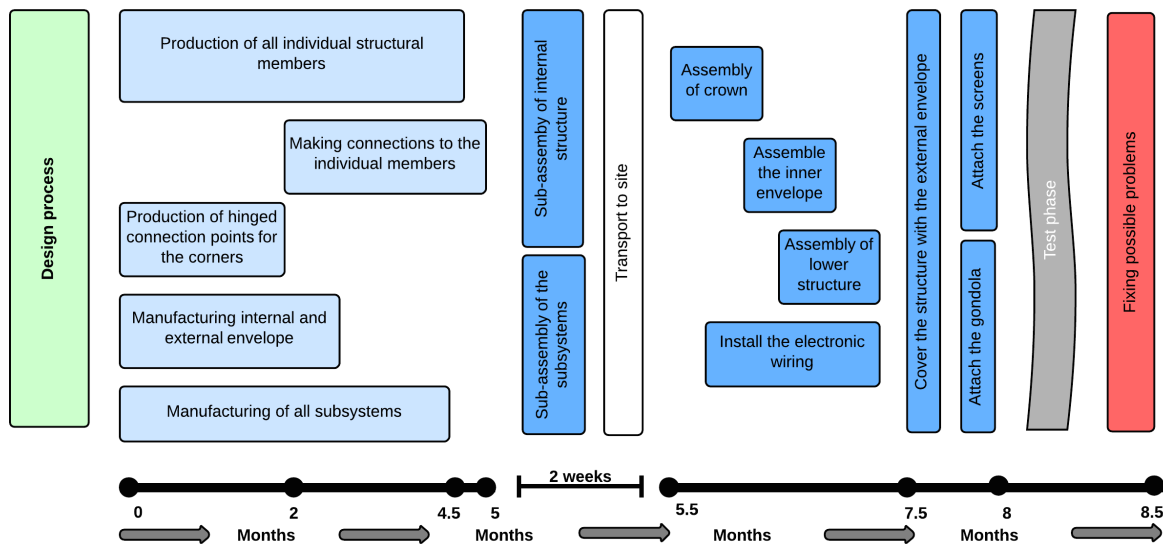 Design process
Production of all individual structural
members
Making connections to the
individual members
Production of hinged
connection points for
the corners
Manufacturing internal and
external envelope
Manufacturing of all subsystems
Sub-assemby of internal
structure
Sub-assembly of the
subsystems
Transport to site
Assembly
of crown
Assemble
the inner
envelope
Assembly of
lower
structure
Install the electronic
wiring
Cover the structure with the external envelope
Attach the screens
Attach the gondola
Test phase
Fixing possible problems
2 weeks
0
2
4.5
5
5.5
7.5
8
8.5
Months
Months
Months
Months